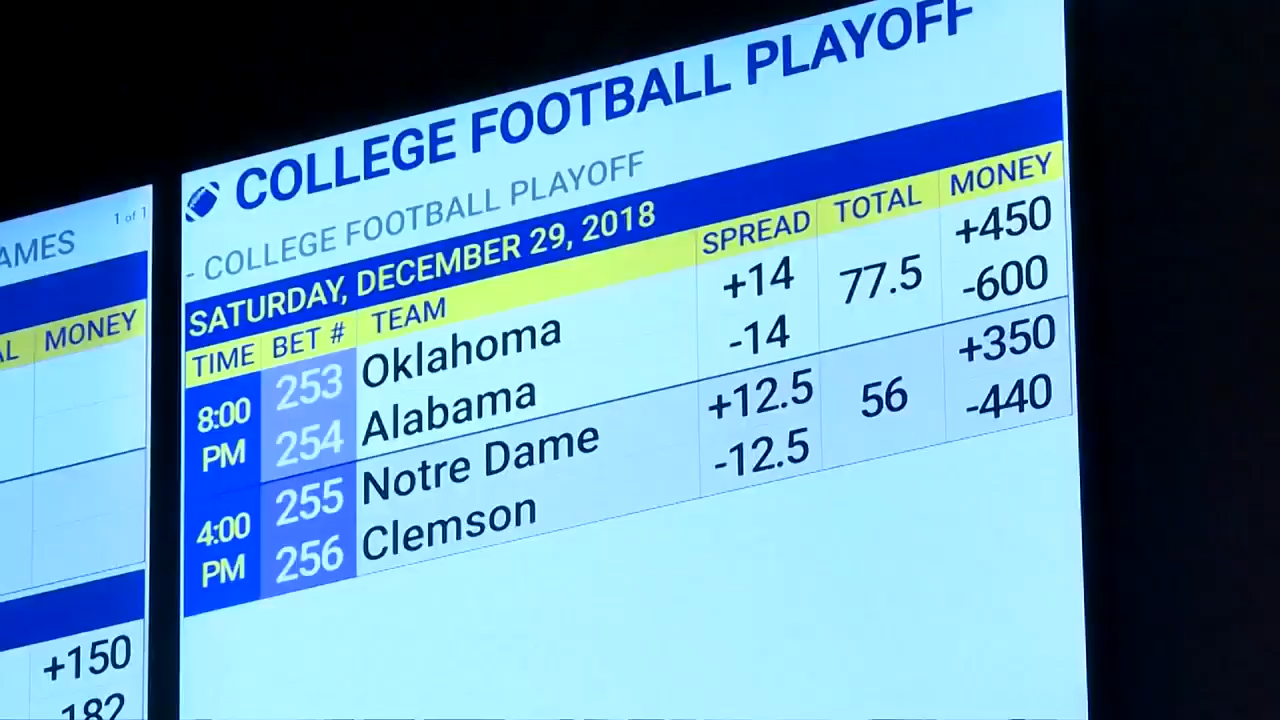 1 of 1
AMES
MONEY
+150
COLLEGE FOOTBALL PLAYOFF
- COLLEGE FOOTBALL PLAYOFF
SATURDAY, DECEMBER 29, 2018
TIME BET # TEAM SPREAD TOTAL MONEY
8:00 PM 253 Oklahoma +14 77.5 +450
254 Alabama -14 -600
4:00 PM 255 Notre Dame +12.5 56 +350
256 Clemson -12.5 -440